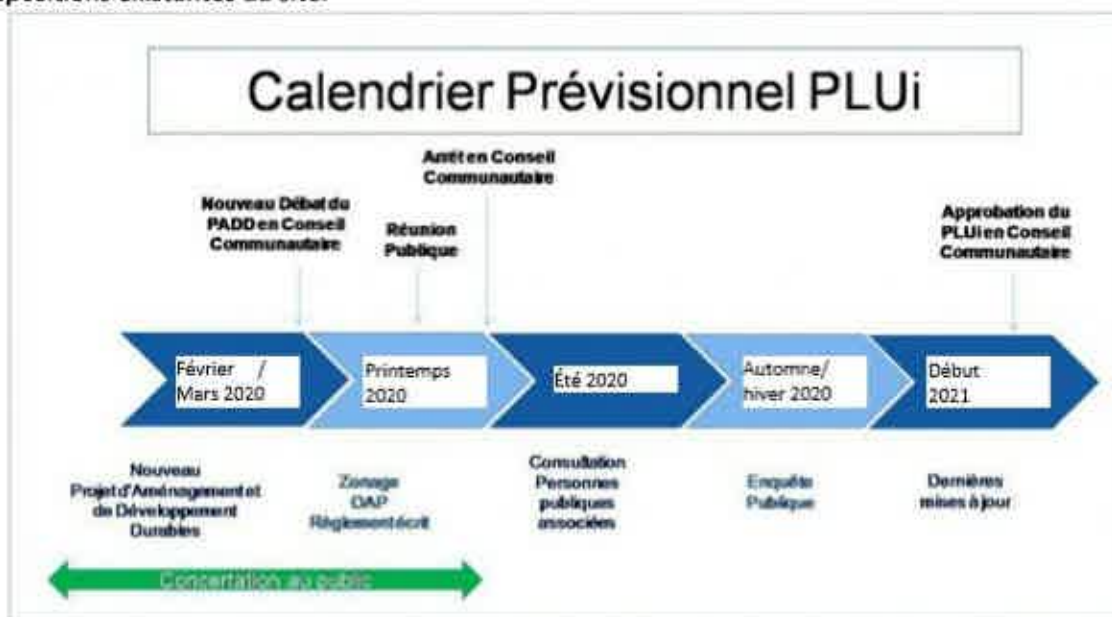 Calendrier Prévisionnel PLUi
Arrêt en Conseil
Communautaire
Nouveau Débat du
PADD en Conseil
Communautaire
Réunion
Publique
Approbation du
PLUi en Conseil
Communautaire
Février /
Mars 2020
Printemps
2020
Été 2020
Automne/
hiver 2020
Début
2021
Nouveau
Projet d'Aménagement et
de Développement
Durables
Zonage
OAP
Règlement écrit
Consultation
Personnes
publiques
associées
Enquête
Publique
Dernières
mises à jour
Concertation au public